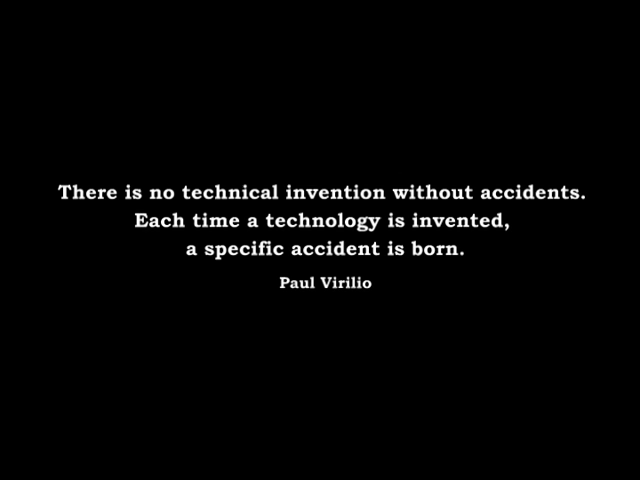 There is no technical invention without accidents.
Each time a technology is invented,
a specific accident is born.
Paul Virilio